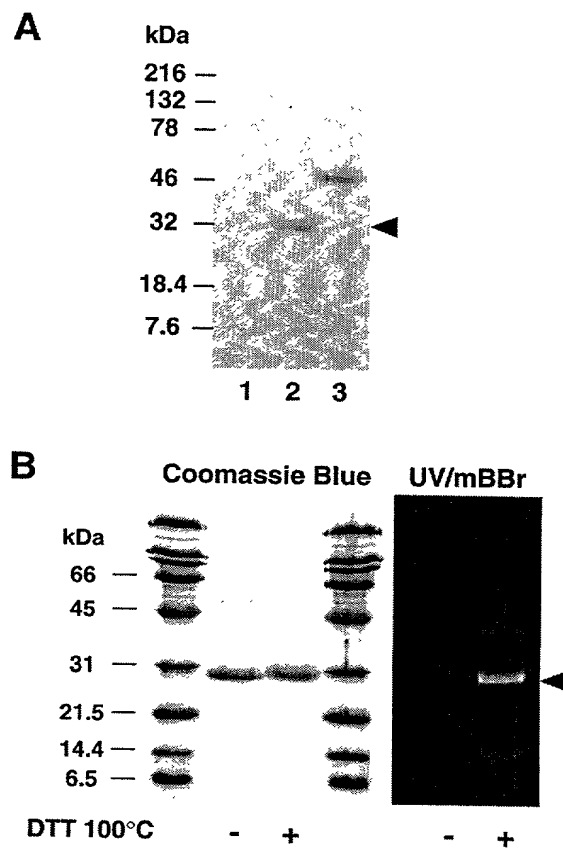 A
kDa
216
132
78
46
32
18.4
7.6
1 2 3
B
Coomassie Blue UV/mBBr
kDa
66
45
31
21.5
14.4
6.5
DTT 100°C - + - +